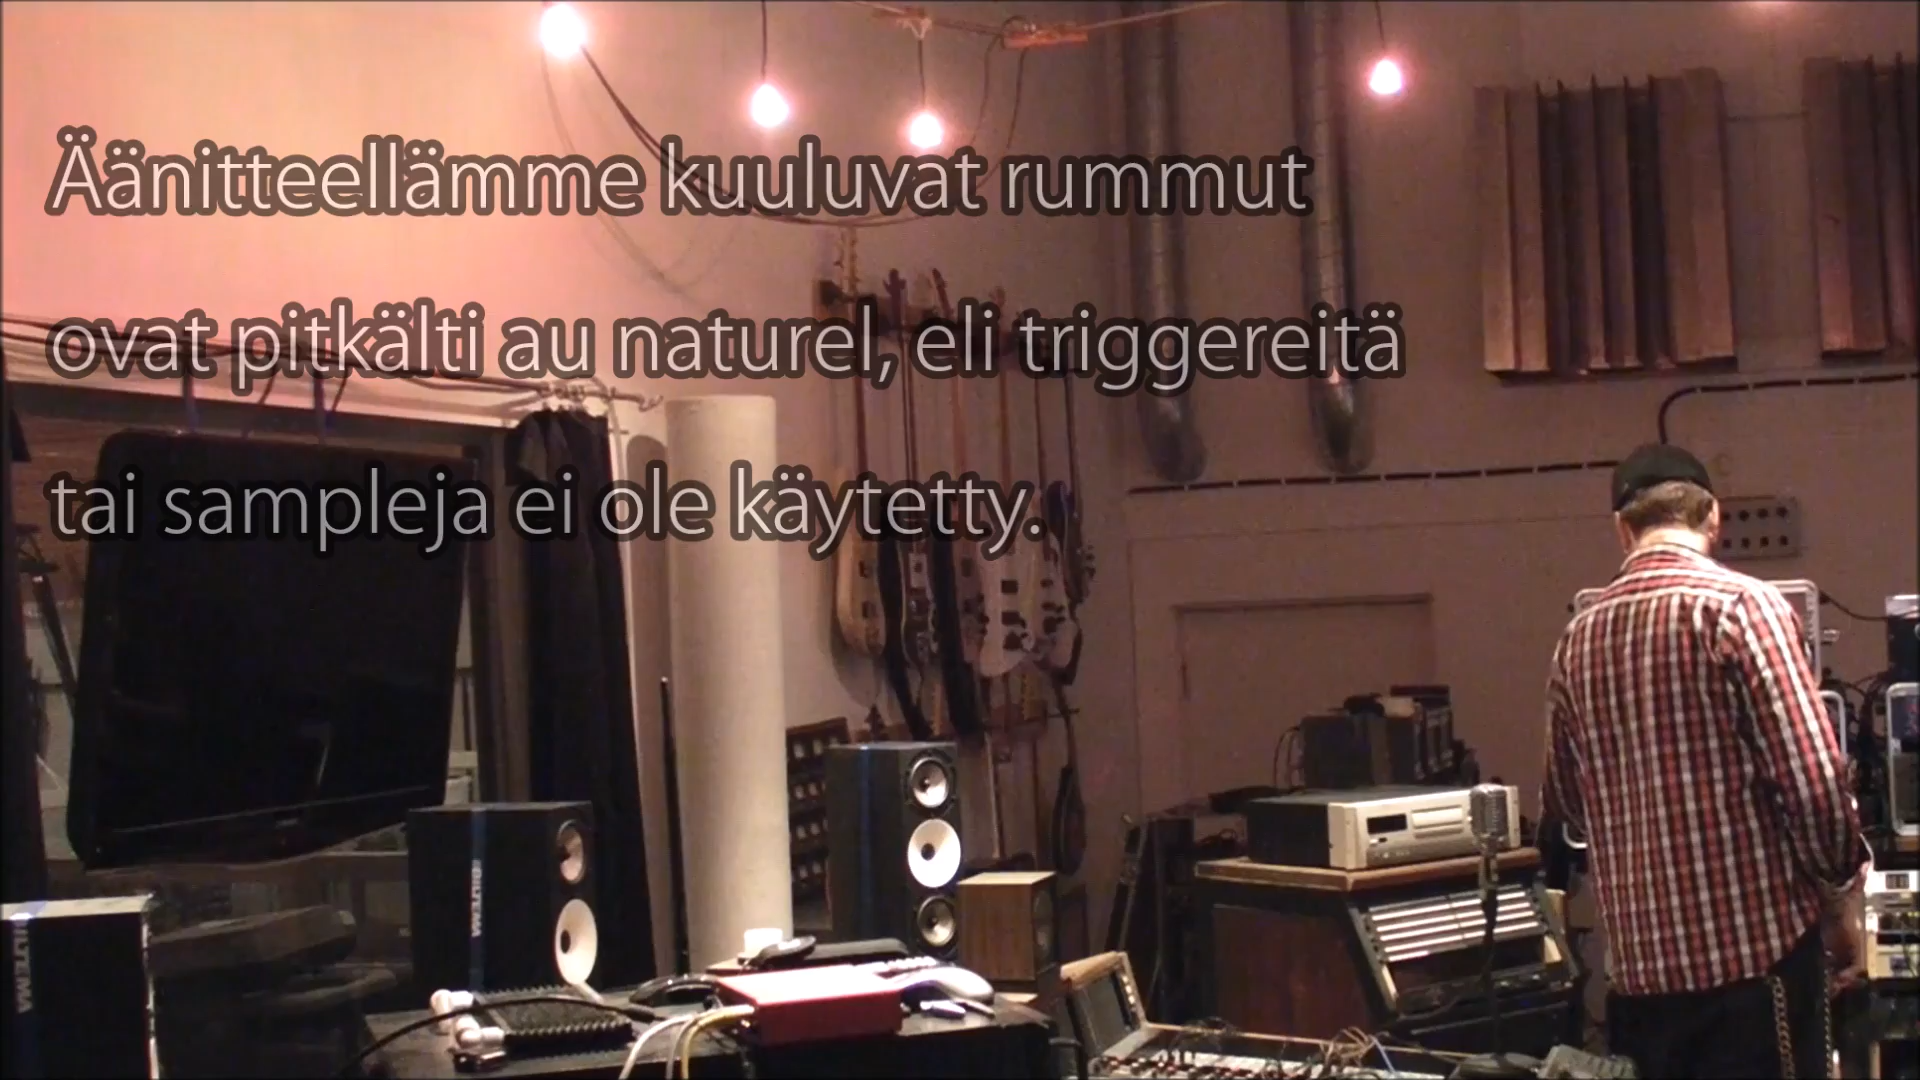 Äänitteellämme kuuluvat rummut
ovat pitkälti au naturel, eli triggereitä
tai sampleja ei ole käytetty.